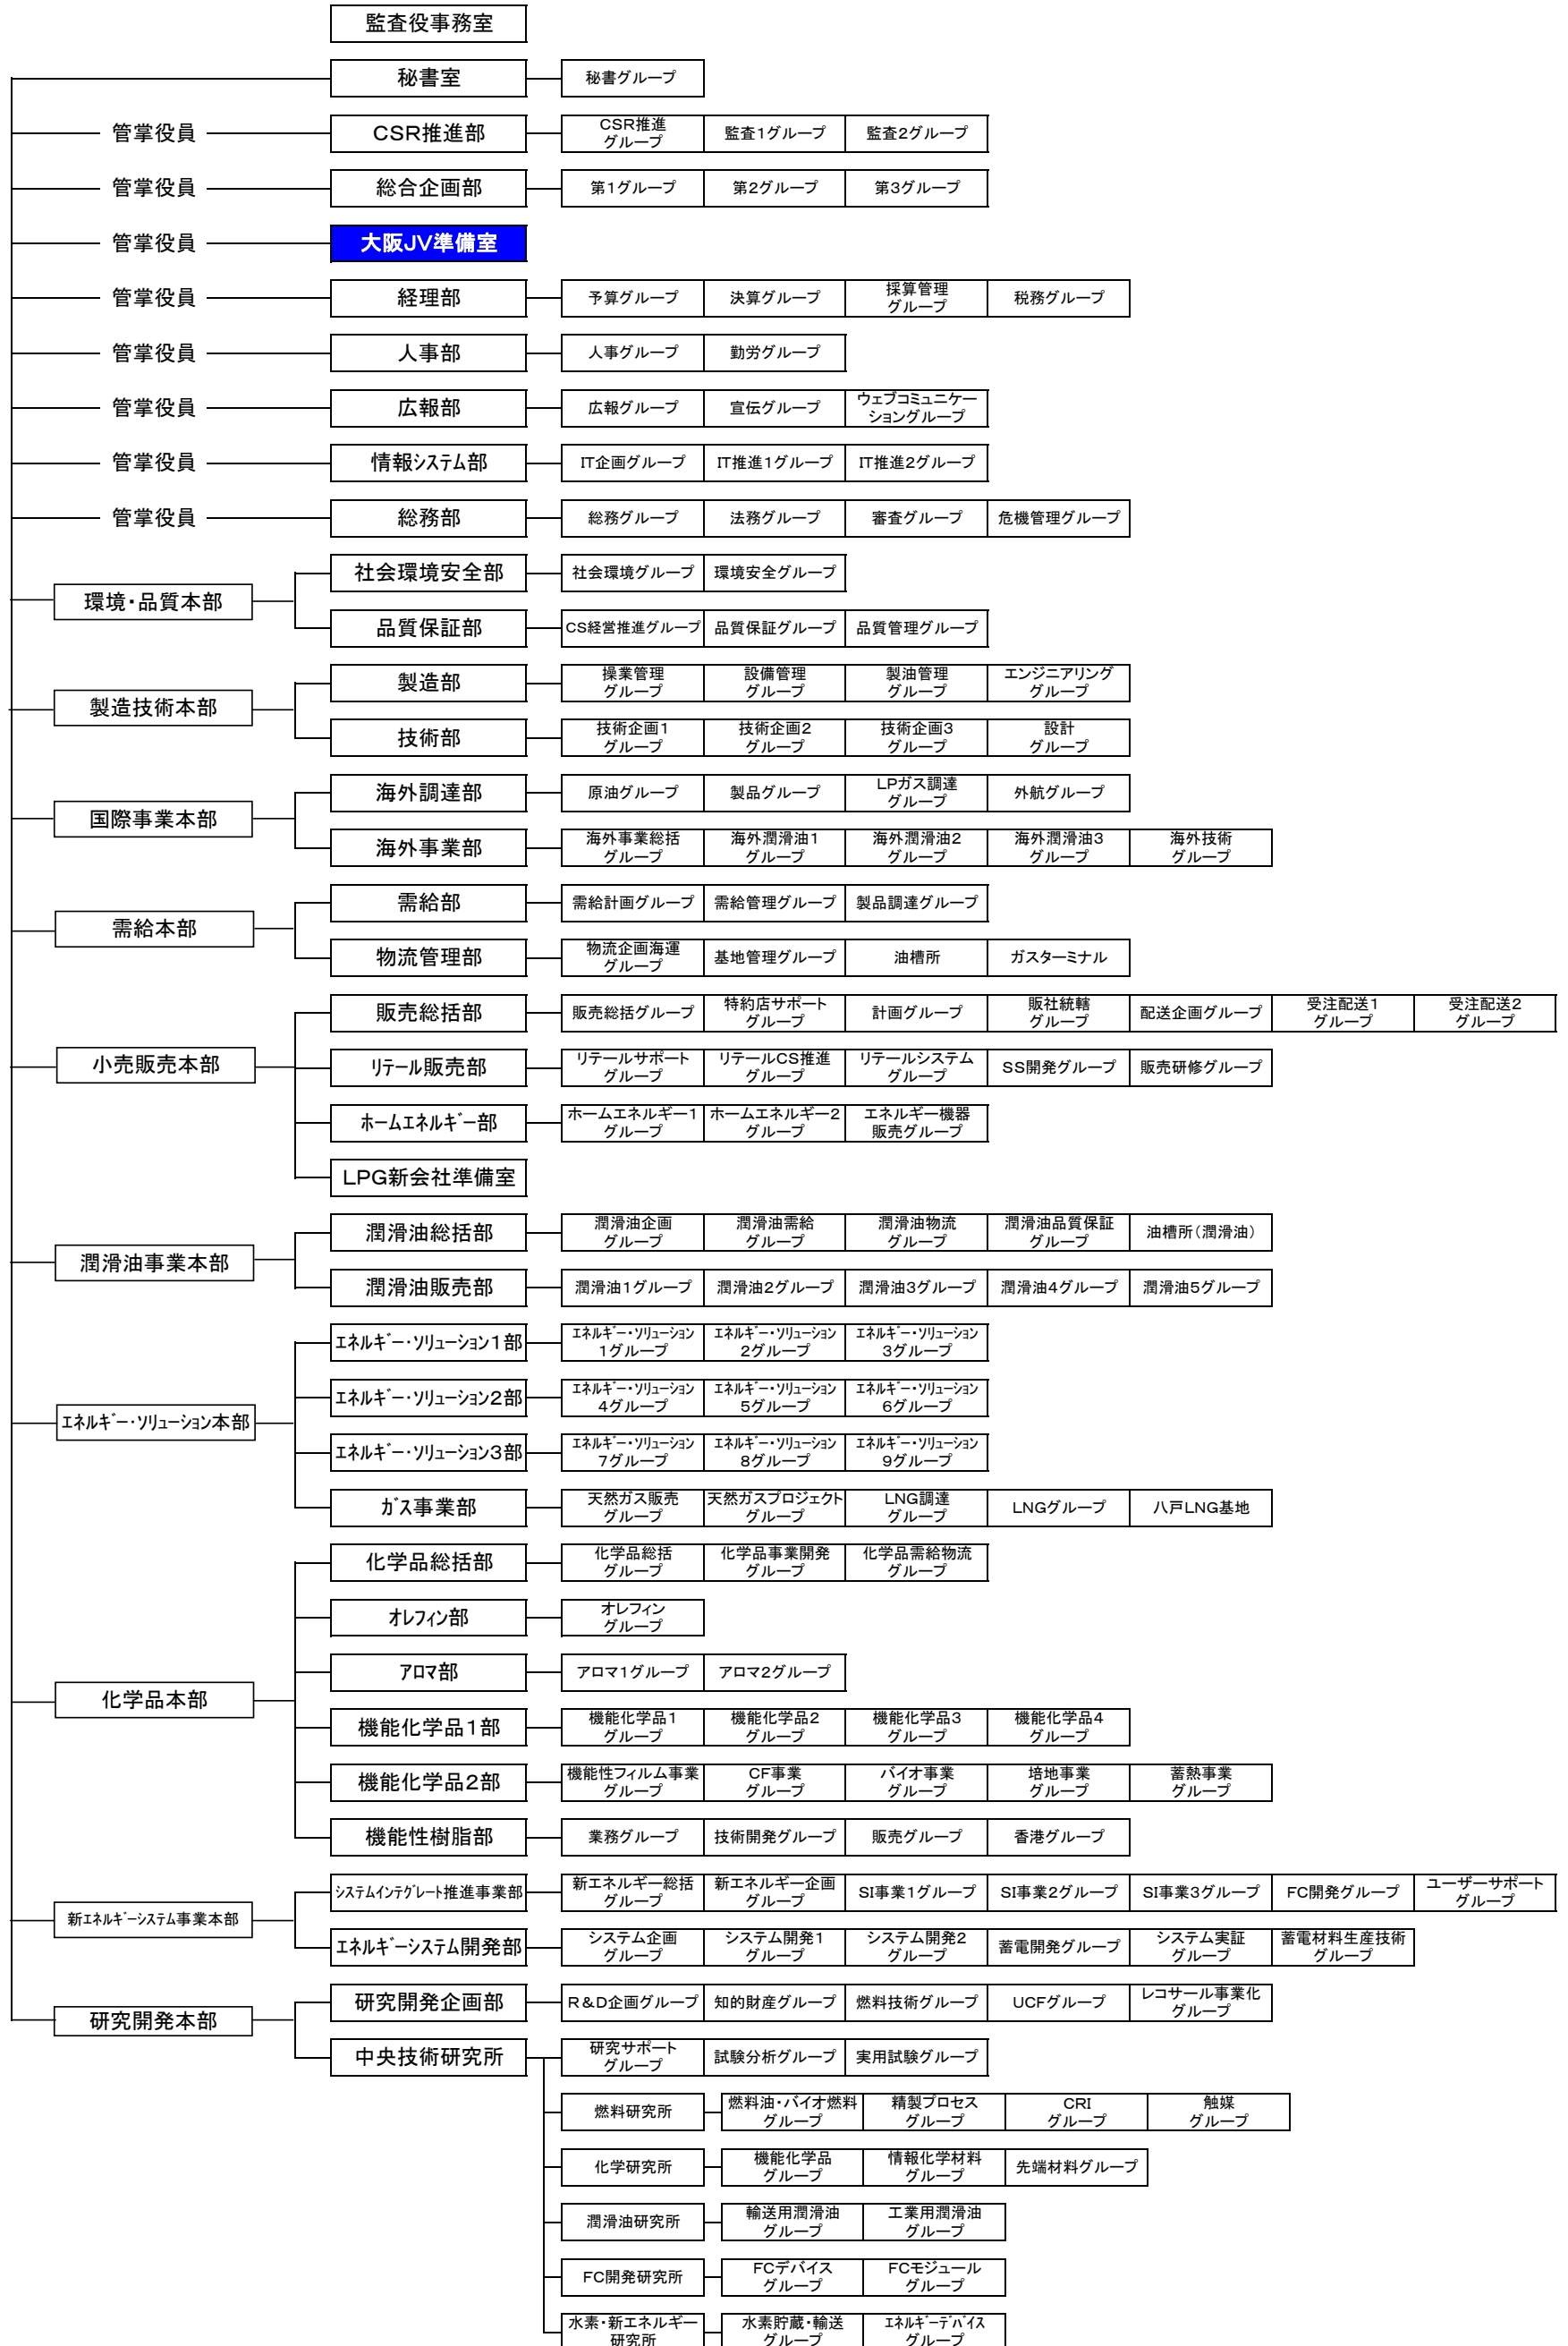 監査役事務室
秘書室
秘書グループ
管掌役員
CSR推進部
CSR推進
グループ
監査1グループ
監査2グループ
管掌役員
総合企画部
第1グループ
第2グループ
第3グループ
管掌役員
大阪JV準備室
管掌役員
経理部
予算グループ
決算グループ
採算管理
グループ
税務グループ
管掌役員
人事部
人事グループ
勤労グループ
管掌役員
広報部
広報グループ
宣伝グループ
ウェブコミュニケー
ショングループ
管掌役員
情報システム部
IT企画グループ
IT推進1グループ
IT推進2グループ
管掌役員
総務部
総務グループ
法務グループ
審査グループ
危機管理グループ
環境・品質本部
社会環境安全部
社会環境グループ
環境安全グループ
品質保証部
CS経営推進グループ
品質保証グループ
品質管理グループ
製造技術本部
製造部
操業管理
グループ
設備管理
グループ
製油管理
グループ
エンジニアリング
グループ
技術部
技術企画1
グループ
技術企画2
グループ
技術企画3
グループ
設計
グループ
国際事業本部
海外調達部
原油グループ
製品グループ
LPガス調達
グループ
外航グループ
海外事業部
海外事業総括
グループ
海外潤滑油1
グループ
海外潤滑油2
グループ
海外潤滑油3
グループ
海外技術
グループ
需給本部
需給部
需給計画グループ
需給管理グループ
製品調達グループ
物流管理部
物流企画海運
グループ
基地管理グループ
油槽所
ガスターミナル
小売販売本部
販売総括部
販売総括グループ
特約店サポート
グループ
計画グループ
販社統轄
グループ
配送企画グループ
受注配送1
グループ
受注配送2
グループ
リテール販売部
リテールサポート
グループ
リテールCS推進
グループ
リテールシステム
グループ
SS開発グループ
販売研修グループ
ホームエネルギー部
ホームエネルギー1
グループ
ホームエネルギー2
グループ
エネルギー機器
販売グループ
LPG新会社準備室
潤滑油事業本部
潤滑油総括部
潤滑油企画
グループ
潤滑油需給
グループ
潤滑油物流
グループ
潤滑油品質保証
グループ
油槽所(潤滑油)
潤滑油販売部
潤滑油1グループ
潤滑油2グループ
潤滑油3グループ
潤滑油4グループ
潤滑油5グループ
エネルギー・ソリューション本部
エネルギー・ソリューション1部
エネルギー・ソリューション
1グループ
エネルギー・ソリューション
2グループ
エネルギー・ソリューション
3グループ
エネルギー・ソリューション2部
エネルギー・ソリューション
4グループ
エネルギー・ソリューション
5グループ
エネルギー・ソリューション
6グループ
エネルギー・ソリューション3部
エネルギー・ソリューション
7グループ
エネルギー・ソリューション
8グループ
エネルギー・ソリューション
9グループ
ガス事業部
天然ガス販売
グループ
天然ガスプロジェクト
グループ
LNG調達
グループ
LNGグループ
八戸LNG基地
化学品本部
化学品総括部
化学品総括
グループ
化学品事業開発
グループ
化学品需給物流
グループ
オレフィン部
オレフィン
グループ
アロマ部
アロマ1グループ
アロマ2グループ
機能化学品1部
機能化学品1
グループ
機能化学品2
グループ
機能化学品3
グループ
機能化学品4
グループ
機能化学品2部
機能性フィルム事業
グループ
CF事業
グループ
バイオ事業
グループ
培地事業
グループ
蓄熱事業
グループ
機能性樹脂部
業務グループ
技術開発グループ
販売グループ
香港グループ
新エネルギーシステム事業本部
システムインテグレート推進事業部
新エネルギー総括
グループ
新エネルギー企画
グループ
SI事業1グループ
SI事業2グループ
SI事業3グループ
FC開発グループ
ユーザーサポート
グループ
エネルギーシステム開発部
システム企画
グループ
システム開発1
グループ
システム開発2
グループ
蓄電開発グループ
システム実証
グループ
蓄電材料生産技術
グループ
研究開発本部
研究開発企画部
R&D企画グループ
知的財産グループ
燃料技術グループ
UCFグループ
レコサール事業化
グループ
中央技術研究所
研究サポート
グループ
試験分析グループ
実用試験グループ
燃料研究所
燃料油・バイオ燃料
グループ
精製プロセス
グループ
CRI
グループ
触媒
グループ
化学研究所
機能化学品
グループ
情報化学材料
グループ
先端材料グループ
潤滑油研究所
輸送用潤滑油
グループ
工業用潤滑油
グループ
FC開発研究所
FCデバイス
グループ
FCモジュール
グループ
水素・新エネルギー
研究所
水素貯蔵・輸送
グループ
エネルギーデバイス
グループ